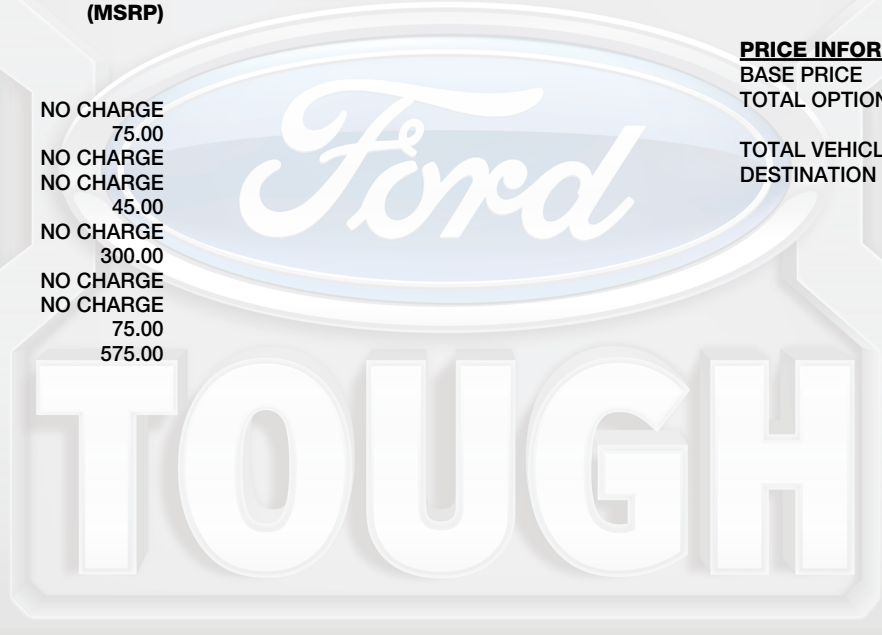 (MSRP)
NO CHARGE
75.00
NO CHARGE
NO CHARGE
45.00
NO CHARGE
300.00
NO CHARGE
NO CHARGE
75.00
575.00
PRICE INFOR
BASE PRICE
TOTAL OPTION
TOTAL VEHICL
DESTINATION
Ford
TOUGH